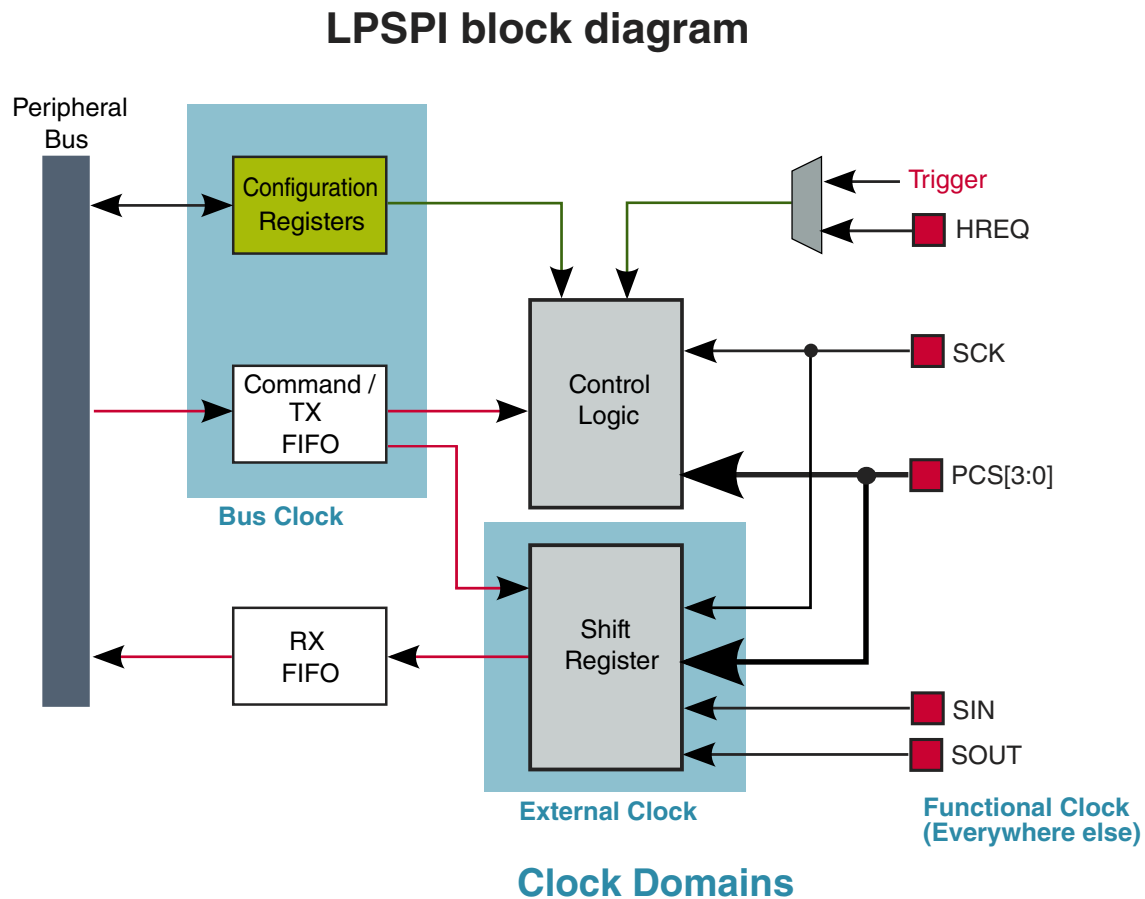 LPSPI block diagram
Peripheral
Bus
Configuration
Registers
Trigger
HREQ
SCK
Command /
TX
FIFO
Control
Logic
PCS[3:0]
Bus Clock
RX
FIFO
Shift
Register
SIN
SOUT
External Clock
Functional Clock
(Everywhere else)
Clock Domains